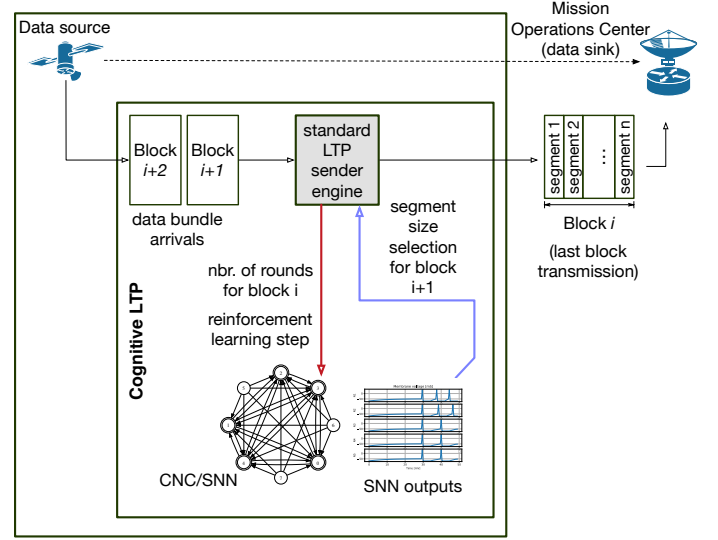 Data source
Mission
Operations Center
(data sink)
Block
i+2
Block
i+1
data bundle
arrivals
standard
LTP
sender
engine
segment 1
segment 2
...
segment n
Block i
(last block
transmission)
segment
size
selection
for block
i+1
nbr. of rounds
for block i
reinforcement
learning step
Cognitive LTP
CNC/SNN
SNN outputs